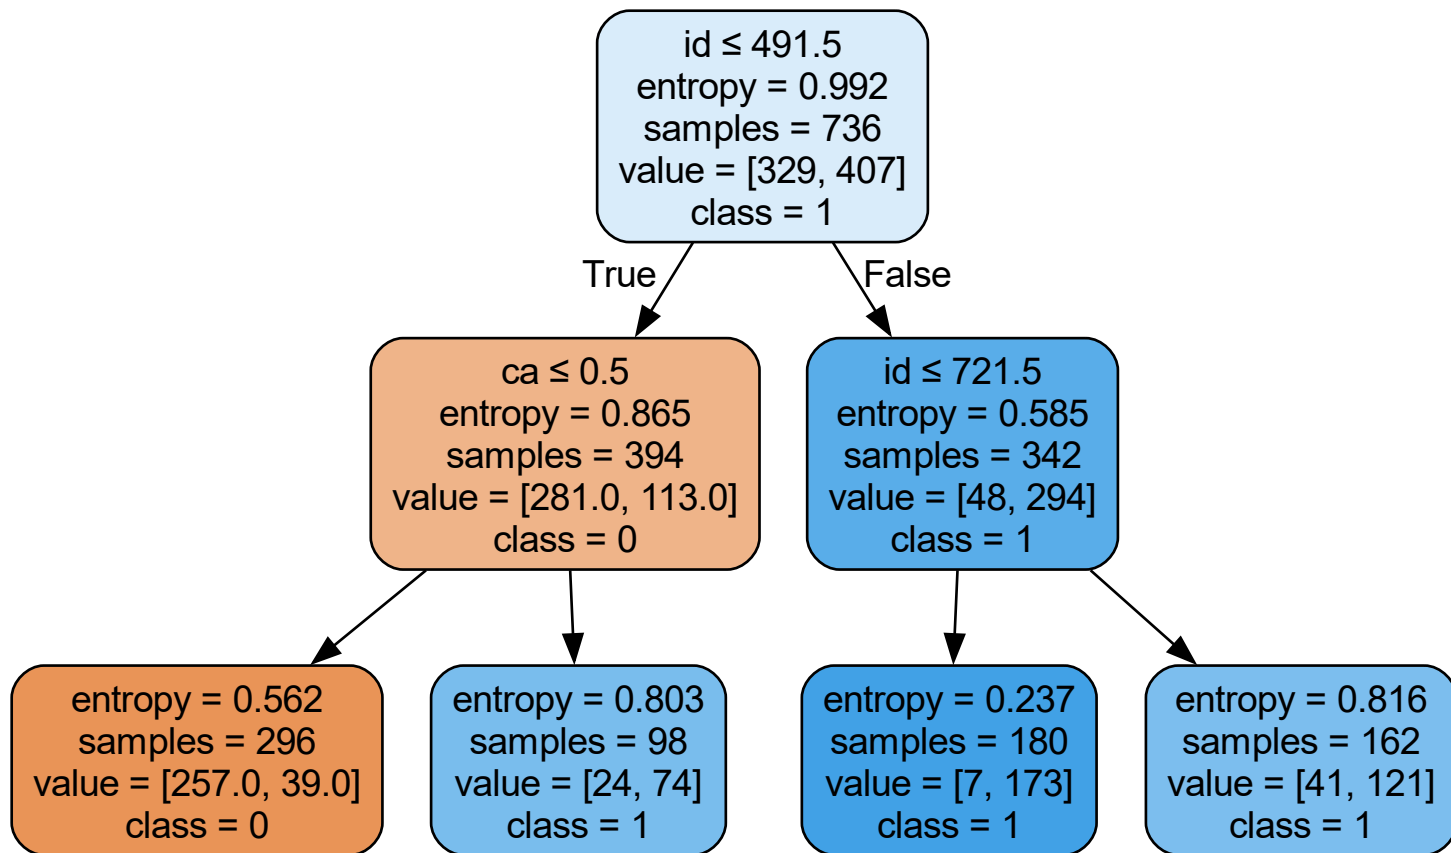 id ≤ 491.5
entropy = 0.992
samples = 736
value = [329, 407]
class = 1
True
False
ca ≤ 0.5
entropy = 0.865
samples = 394
value = [281.0, 113.0]
class = 0
id ≤ 721.5
entropy = 0.585
samples = 342
value = [48, 294]
class = 1
entropy = 0.562
samples = 296
value = [257.0, 39.0]
class = 0
entropy = 0.803
samples = 98
value = [24, 74]
class = 1
entropy = 0.237
samples = 180
value = [7, 173]
class = 1
entropy = 0.816
samples = 162
value = [41, 121]
class = 1